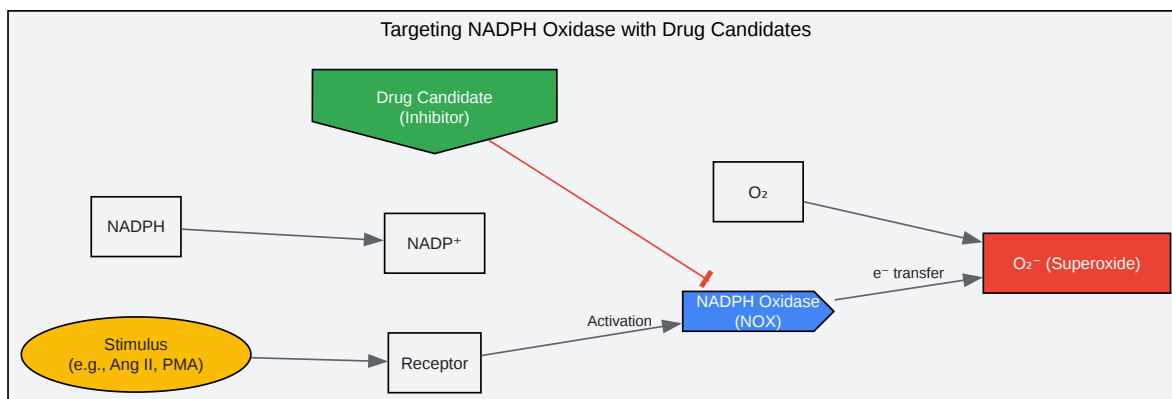 Targeting NADPH Oxidase with Drug Candidates
Drug Candidate
(Inhibitor)
O₂
NADPH
NADP⁺
O₂⁻ (Superoxide)
e⁻ transfer
NADPH Oxidase
(NOX)
Activation
Stimulus
(e.g., Ang II, PMA)
Receptor